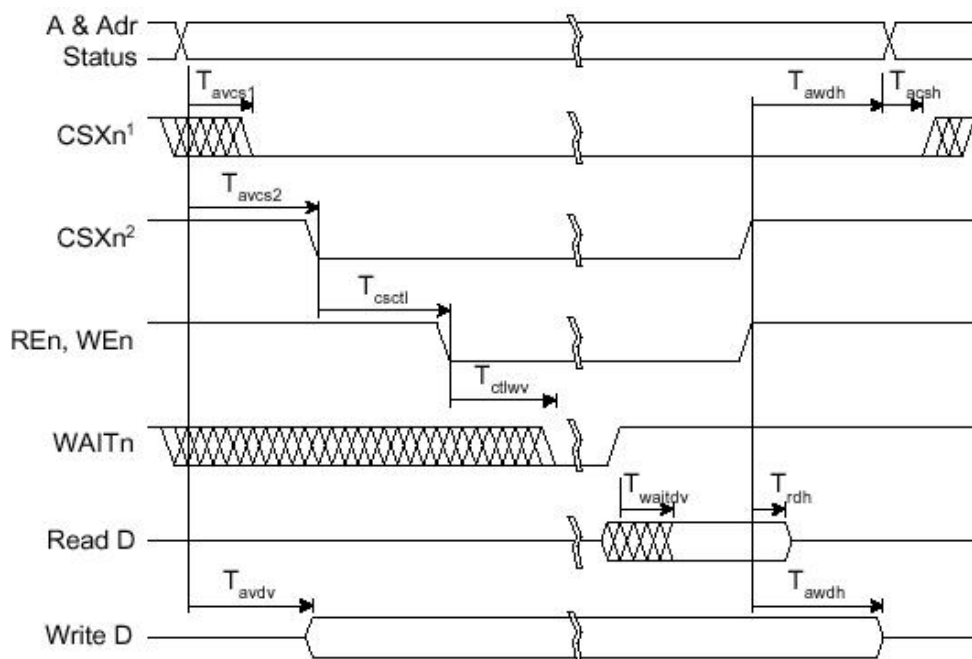 A & Adr
Status
Tavcs1
Tawdh
Tacsh
CSXn1
Tavcs2
CSXn2
Tcsctl
REn, WEn
Tctlwv
WAITn
Twaitdv
Trdh
Read D
Tavdv
Tawdh
Write D